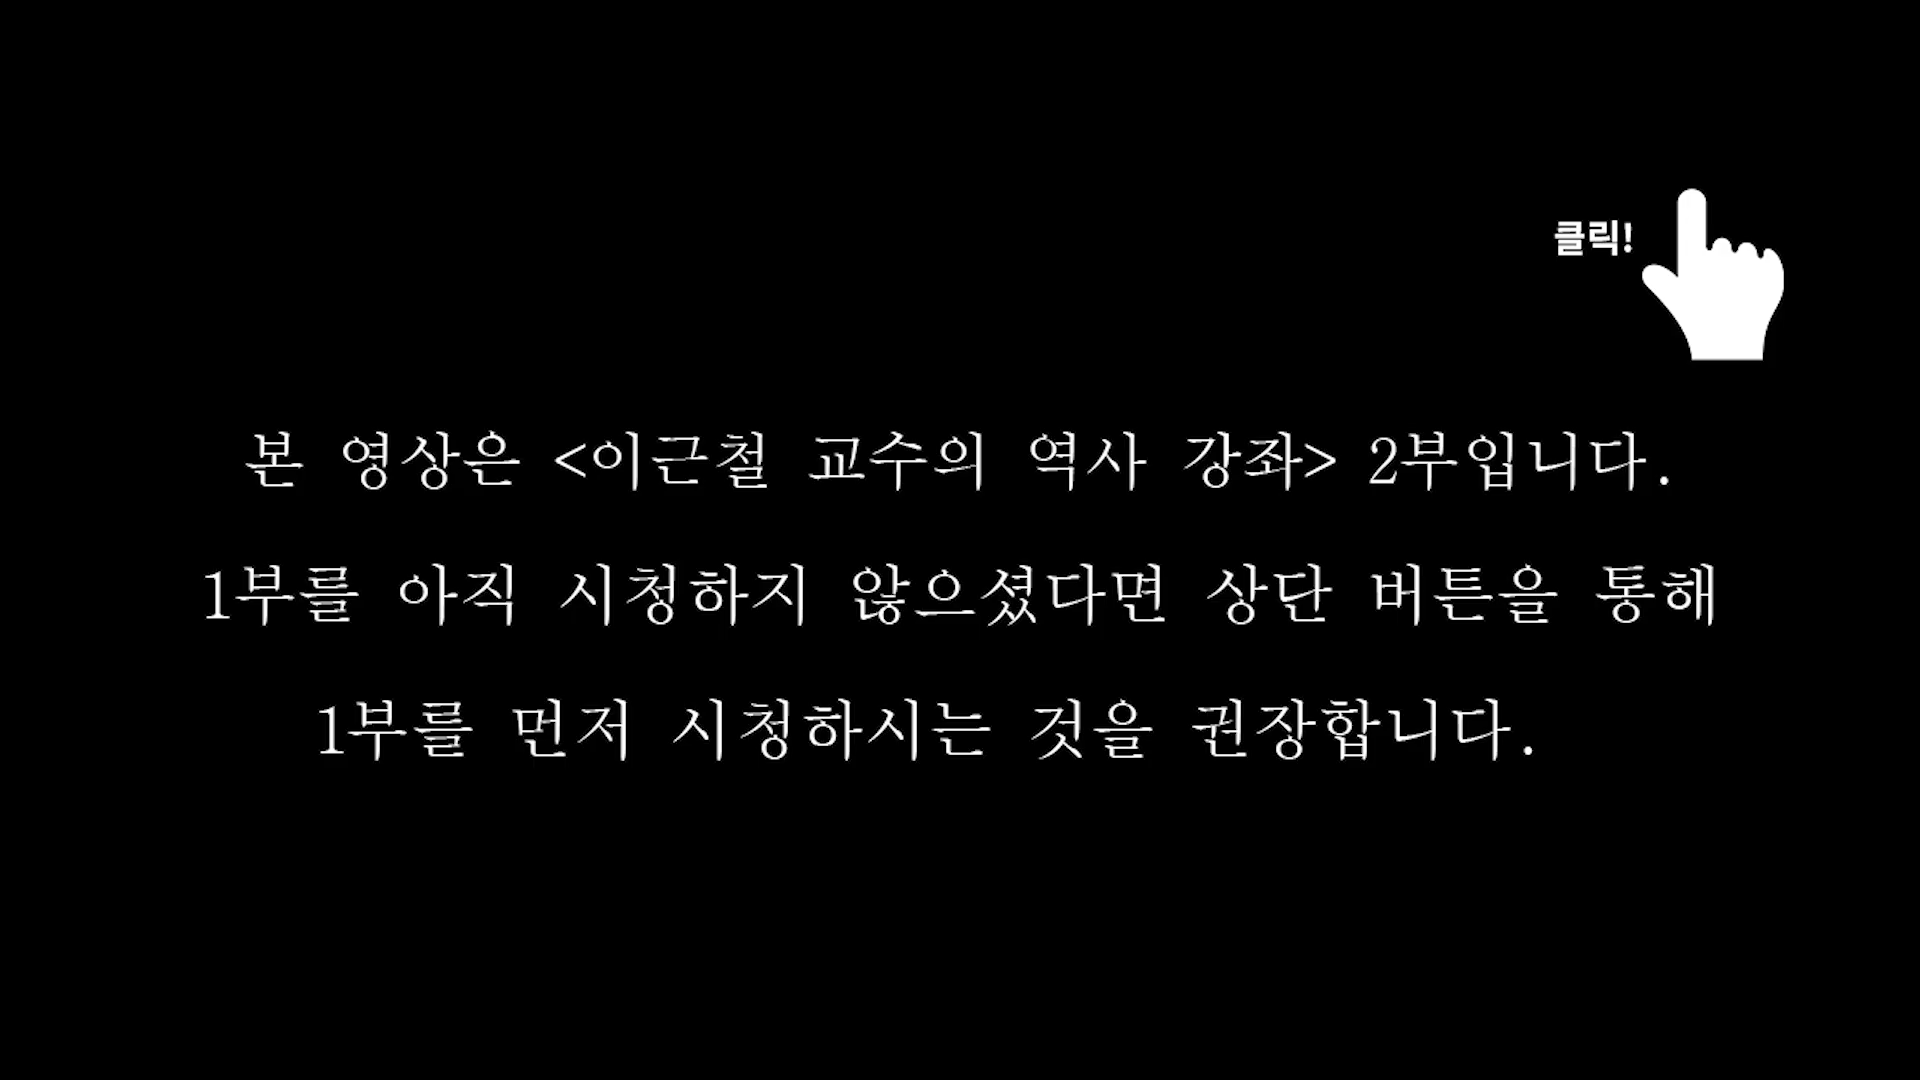 클릭!
본 영상은 <이근철 교수의 역사 강좌> 2부입니다.
1부를 아직 시청하지 않으셨다면 상단 버튼을 통해
1부를 먼저 시청하시는 것을 권장합니다.